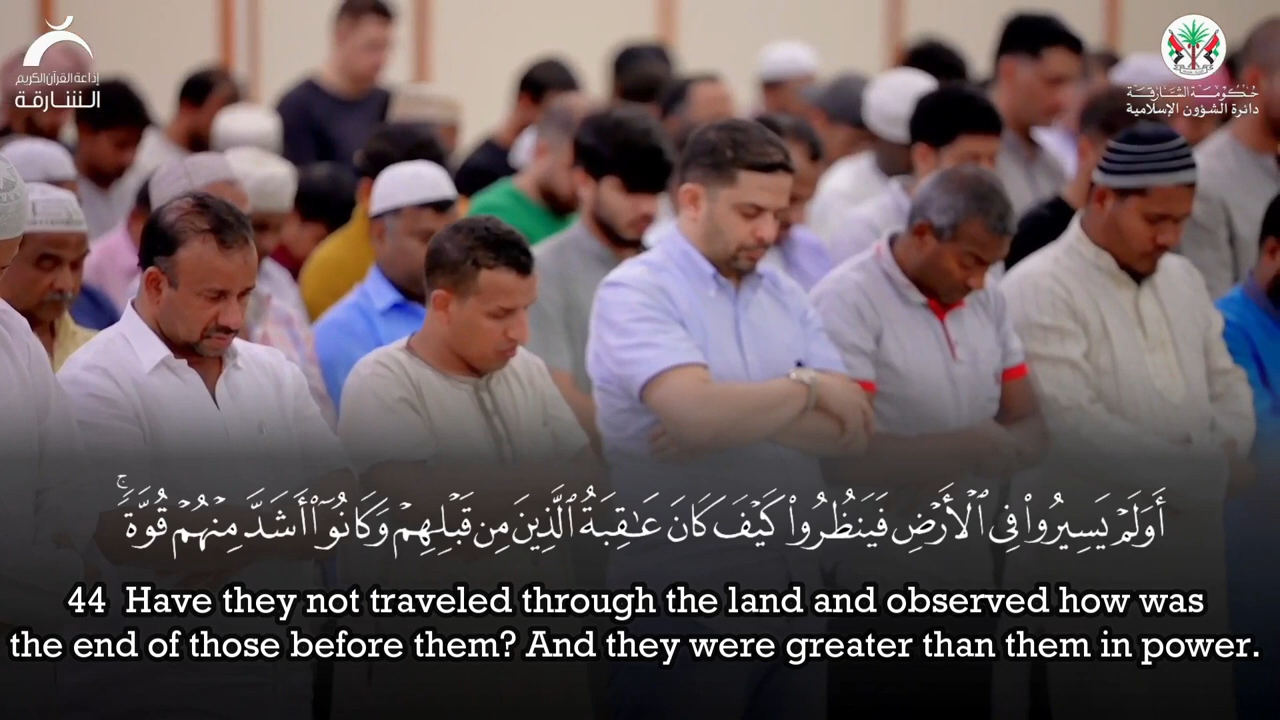 إذاعة القرآن الكريم
الشارقة
حكومة الشارقة
دائرة الشؤون الإسلامية
أَوَلَمْ يَسِيرُوا۟ فِى ٱلْأَرْضِ فَيَنظُرُوا۟ كَيْفَ كَانَ عَـٰقِبَةُ ٱلَّذِينَ مِن قَبْلِهِمْ وَكَانُوٓا۟ أَشَدَّ مِنْهُمْ قُوَّةً ۚ
44 Have they not traveled through the land and observed how was
the end of those before them? And they were greater than them in power.